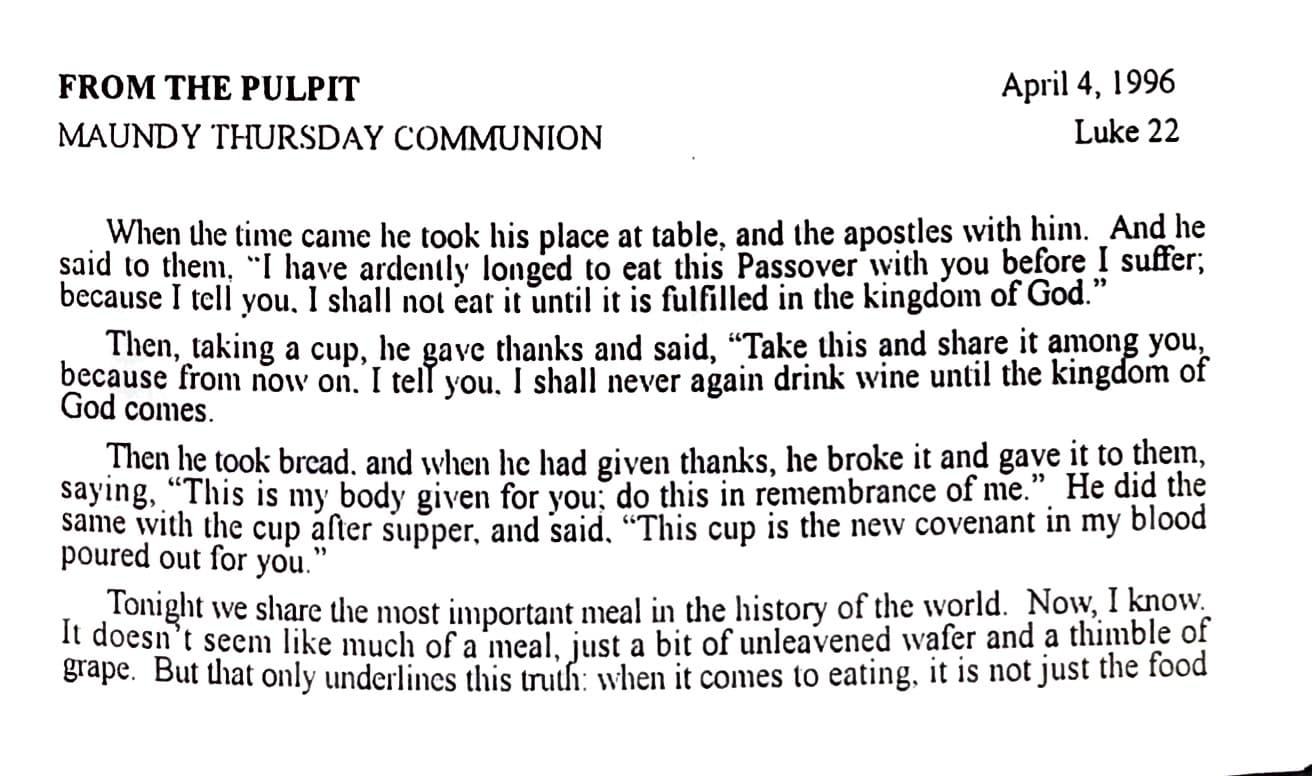 FROM THE PULPIT April 4, 1996
MAUNDY THURSDAY COMMUNION Luke 22
When the time came he took his place at table, and the apostles with him. And he
said to them, “I have ardently longed to eat this Passover with you before I suffer;
because I tell you, I shall not eat it until it is fulfilled in the kingdom of God.”
Then, taking a cup, he gave thanks and said, “Take this and share it among you,
because from now on, I tell you, I shall never again drink wine until the kingdom of
God comes.
Then he took bread, and when he had given thanks, he broke it and gave it to them,
saying, “This is my body given for you; do this in remembrance of me.” He did the
same with the cup after supper, and said, “This cup is the new covenant in my blood
poured out for you.”
Tonight we share the most important meal in the history of the world. Now, I know.
It doesn’t seem like much of a meal, just a bit of unleavened wafer and a thimble of
grape. But that only underlines this truth: when it comes to eating, it is not just the food